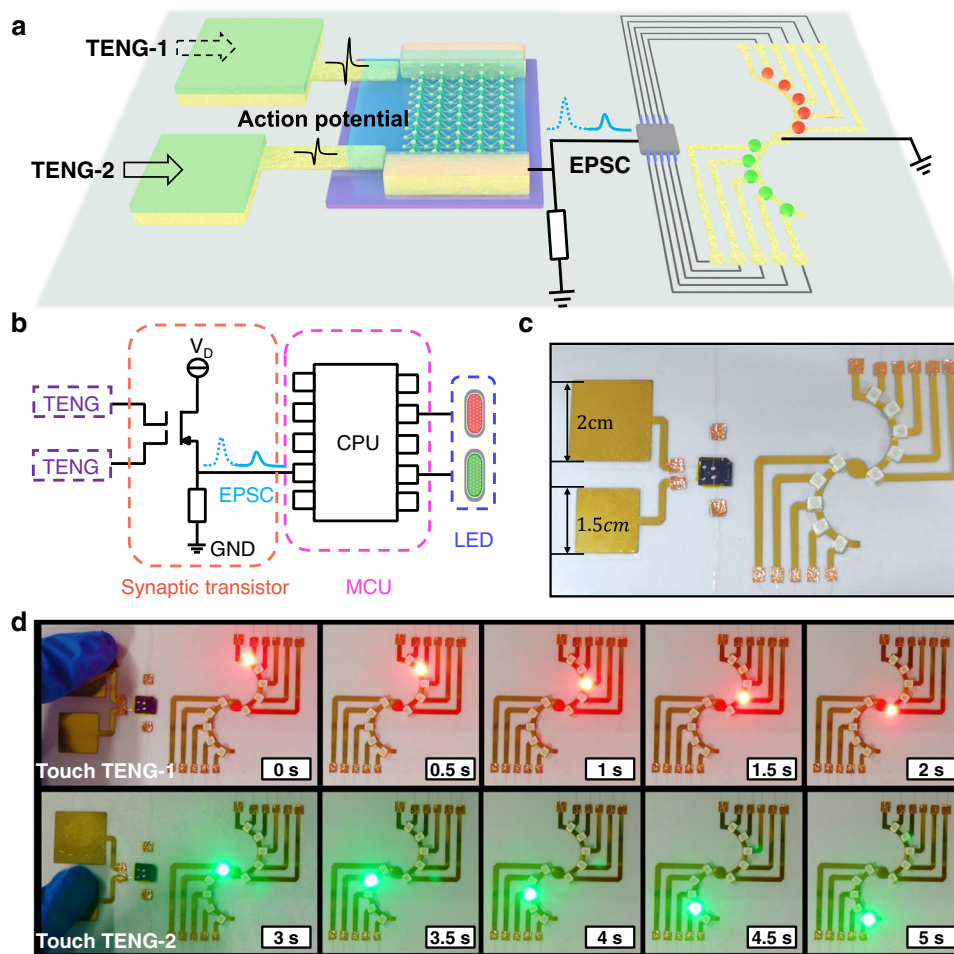 a
TENG-1
Action potential
TENG-2
EPSC
b
V_D
TENG
TENG
CPU
EPSC
GND
LED
Synaptic transistor
MCU
c
2cm
1.5cm
d
Touch TENG-1
0 s
0.5 s
1 s
1.5 s
2 s
Touch TENG-2
3 s
3.5 s
4 s
4.5 s
5 s